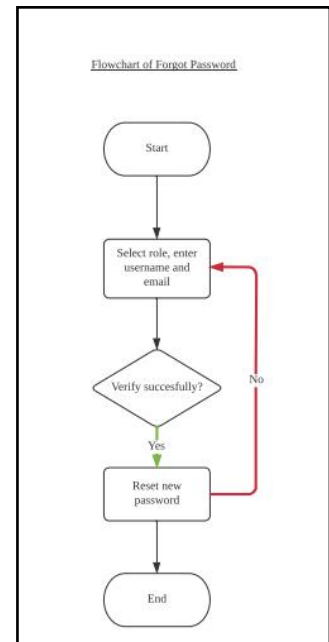 Flowchart of Forgot Password
Start
Select role, enter
username and
email
Verify succesfully?
No
Yes
Reset new
password
End